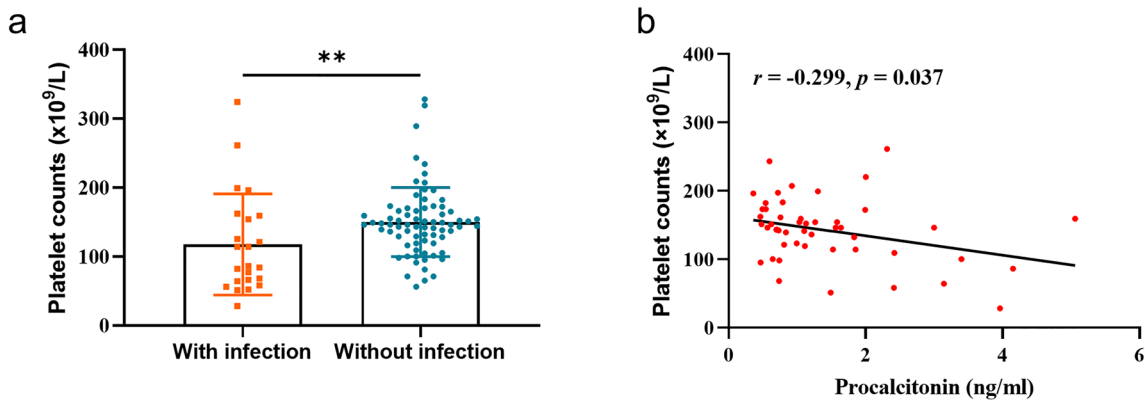 a
Platelet counts (x10⁹/L)
400
300
200
100
0
**
With infection
Without infection
b
Platelet counts (×10⁹/L)
400
300
200
100
0
r = -0.299, p = 0.037
0
2
4
6
Procalcitonin (ng/ml)